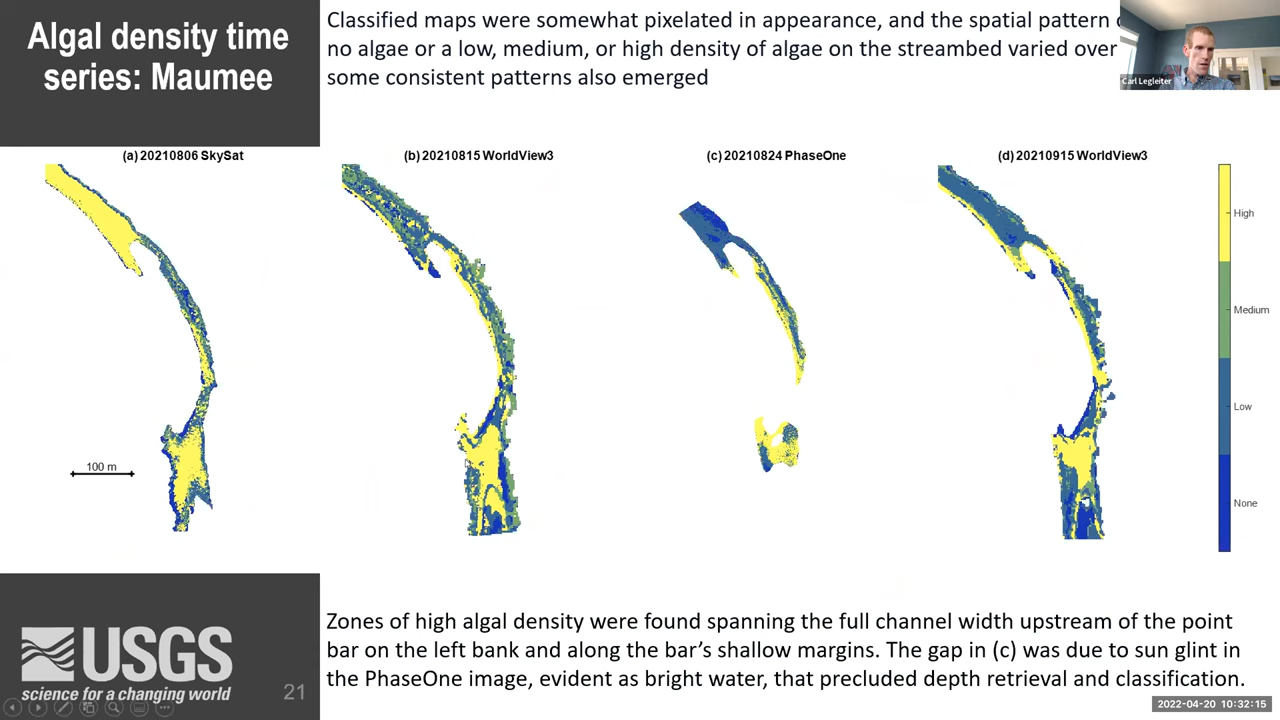 Algal density time
series: Maumee
Classified maps were somewhat pixelated in appearance, and the spatial pattern
no algae or a low, medium, or high density of algae on the streambed varied over
some consistent patterns also emerged
Carl Legleiter
(a) 20210806 SkySat
(b) 20210815 WorldView3
(c) 20210824 PhaseOne
(d) 20210915 WorldView3
High
Medium
Low
None
100 m
Zones of high algal density were found spanning the full channel width upstream of the point
bar on the left bank and along the bar’s shallow margins. The gap in (c) was due to sun glint in
the PhaseOne image, evident as bright water, that precluded depth retrieval and classification.
USGS
science for a changing world
21
2022-04-20 10:32:15